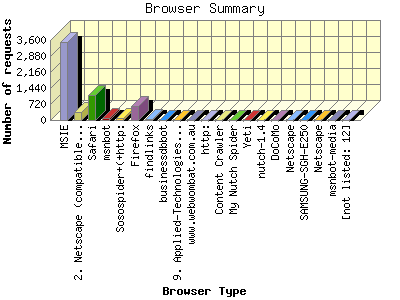 Browser Summary
Number of requests
3,600
2,880
2,160
1,440
720
0
MSIE
2. Netscape (compatible...
Safari
msnbot
Sosospider+(+http:
Firefox
findlinks
businessdbbot
9. Applied-Technologies...
www.webwombat.com.au
http:
Content Crawler
My Nutch Spider
Yeti
nutch-1.4
DoCoMo
Netscape
SAMSUNG-SGH-E250
Netscape
msnbot-media
[not listed: 12]
Browser Type